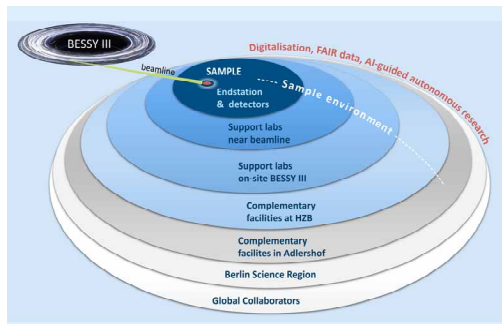 BESSY III
beamline
Digitalisation, FAIR data, AI-guided autonomous research
SAMPLE
Sample environment
Endstation
& detectors
Support labs
near beamline
Support labs
on-site BESSY III
Complementary
facilities at HZB
Complementary
facilites in Adlershof
Berlin Science Region
Global Collaborators